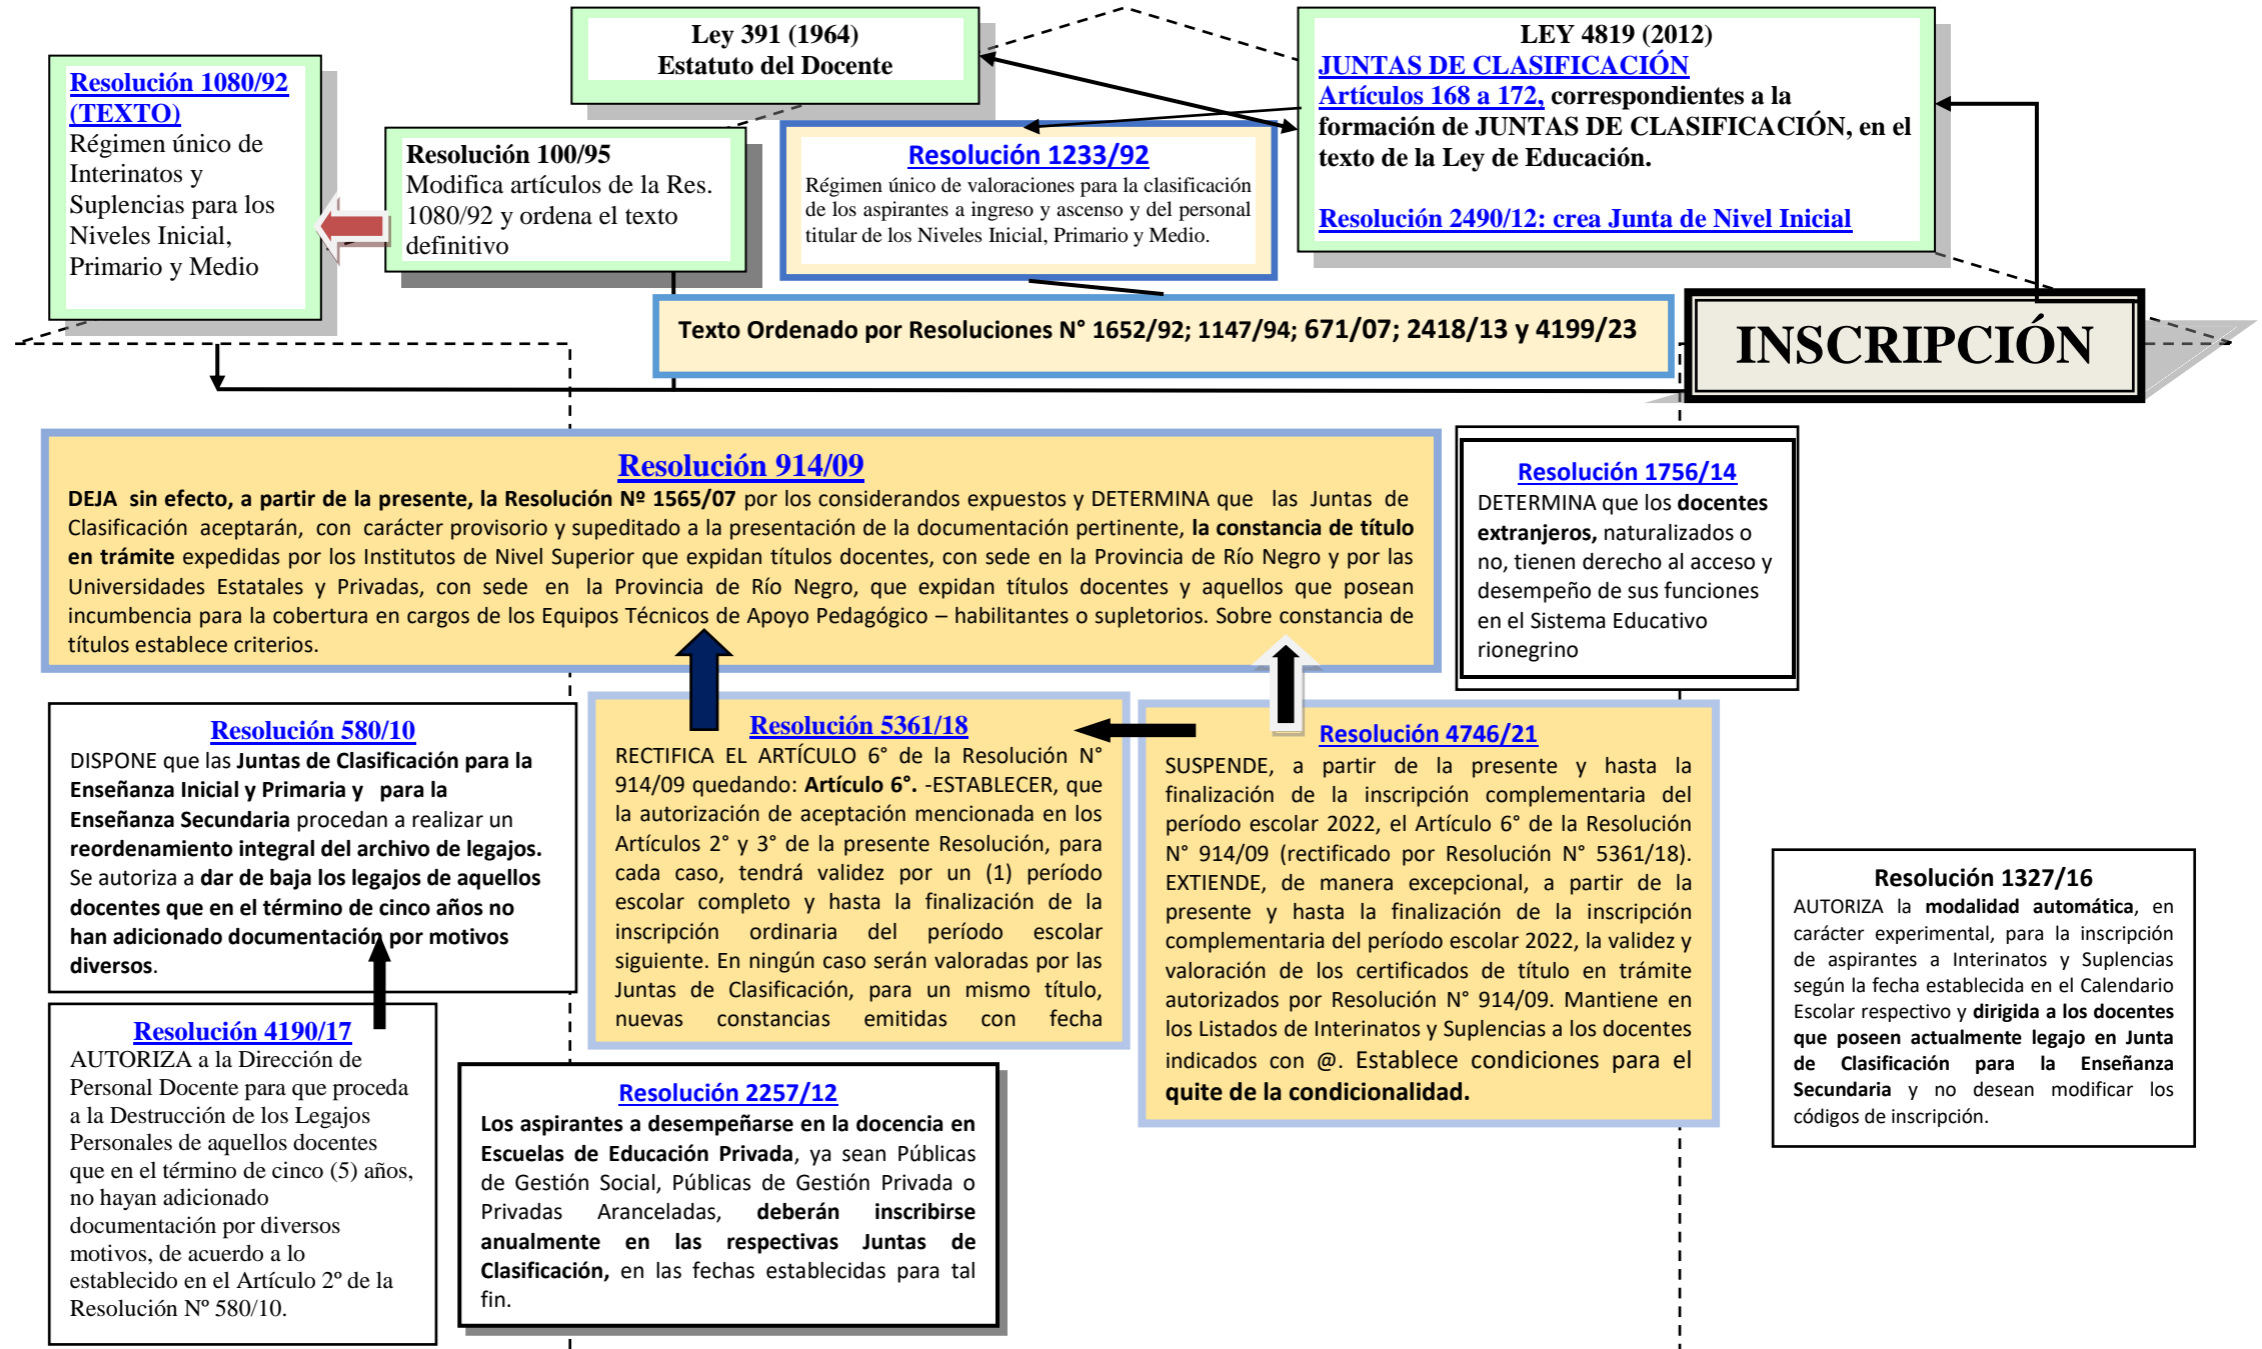 Ley 391 (1964)
Estatuto del Docente
LEY 4819 (2012)
JUNTAS DE CLASIFICACIÓN
Artículos 168 a 172, correspondientes a la
formación de JUNTAS DE CLASIFICACIÓN, en el
texto de la Ley de Educación.
Resolución 2490/12: crea Junta de Nivel Inicial
Resolución 1080/92
(TEXTO)
Régimen único de
Interinatos y
Suplencias para los
Niveles Inicial,
Primario y Medio
Resolución 100/95
Modifica artículos de la Res.
1080/92 y ordena el texto
definitivo
Resolución 1233/92
Régimen único de valoraciones para la clasificación
de los aspirantes a ingreso y ascenso y del personal
titular de los Niveles Inicial, Primario y Medio.
Texto Ordenado por Resoluciones N° 1652/92; 1147/94; 671/07; 2418/13 y 4199/23
INSCRIPCIÓN
Resolución 914/09
DEJA sin efecto, a partir de la presente, la Resolución Nº 1565/07 por los considerandos expuestos y DETERMINA que las Juntas de
Clasificación aceptarán, con carácter provisorio y supeditado a la presentación de la documentación pertinente, la constancia de título
en trámite expedidas por los Institutos de Nivel Superior que expidan títulos docentes, con sede en la Provincia de Río Negro y por las
Universidades Estatales y Privadas, con sede en la Provincia de Río Negro, que expidan títulos docentes y aquellos que posean
incumbencia para la cobertura en cargos de los Equipos Técnicos de Apoyo Pedagógico – habilitantes o supletorios. Sobre constancia de
títulos establece criterios.
Resolución 1756/14
DETERMINA que los docentes
extranjeros, naturalizados o
no, tienen derecho al acceso y
desempeño de sus funciones
en el Sistema Educativo
rionegrino
Resolución 580/10
DISPONE que las Juntas de Clasificación para la
Enseñanza Inicial y Primaria y para la
Enseñanza Secundaria procedan a realizar un
reordenamiento integral del archivo de legajos.
Se autoriza a dar de baja los legajos de aquellos
docentes que en el término de cinco años no
han adicionado documentación por motivos
diversos.
Resolución 5361/18
RECTIFICA EL ARTÍCULO 6° de la Resolución N°
914/09 quedando: Artículo 6°. -ESTABLECER, que
la autorización de aceptación mencionada en los
Artículos 2° y 3° de la presente Resolución, para
cada caso, tendrá validez por un (1) período
escolar completo y hasta la finalización de la
inscripción ordinaria del período escolar
siguiente. En ningún caso serán valoradas por las
Juntas de Clasificación, para un mismo título,
nuevas constancias emitidas con fecha
Resolución 4746/21
SUSPENDE, a partir de la presente y hasta la
finalización de la inscripción complementaria del
período escolar 2022, el Artículo 6° de la Resolución
N° 914/09 (rectificado por Resolución N° 5361/18).
EXTIENDE, de manera excepcional, a partir de la
presente y hasta la finalización de la inscripción
complementaria del período escolar 2022, la validez y
valoración de los certificados de título en trámite
autorizados por Resolución N° 914/09. Mantiene en
los Listados de Interinatos y Suplencias a los docentes
indicados con @. Establece condiciones para el
quite de la condicionalidad.
Resolución 1327/16
AUTORIZA la modalidad automática, en
carácter experimental, para la inscripción
de aspirantes a Interinatos y Suplencias
según la fecha establecida en el Calendario
Escolar respectivo y dirigida a los docentes
que poseen actualmente legajo en Junta
de Clasificación para la Enseñanza
Secundaria y no desean modificar los
códigos de inscripción.
Resolución 4190/17
AUTORIZA a la Dirección de
Personal Docente para que proceda
a la Destrucción de los Legajos
Personales de aquellos docentes
que en el término de cinco (5) años,
no hayan adicionado
documentación por diversos
motivos, de acuerdo a lo
establecido en el Artículo 2º de la
Resolución Nº 580/10.
Resolución 2257/12
Los aspirantes a desempeñarse en la docencia en
Escuelas de Educación Privada, ya sean Públicas
de Gestión Social, Públicas de Gestión Privada o
Privadas Aranceladas, deberán inscribirse
anualmente en las respectivas Juntas de
Clasificación, en las fechas establecidas para tal
fin.